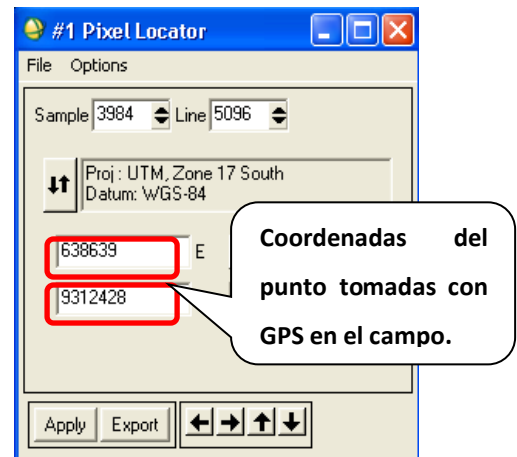 #1 Pixel Locator
File Options
Sample 3984 Line 5096
Proj : UTM, Zone 17 South
Datum: WGS-84
638639 E
9312428
Coordenadas del
punto tomadas con
GPS en el campo.
Apply Export